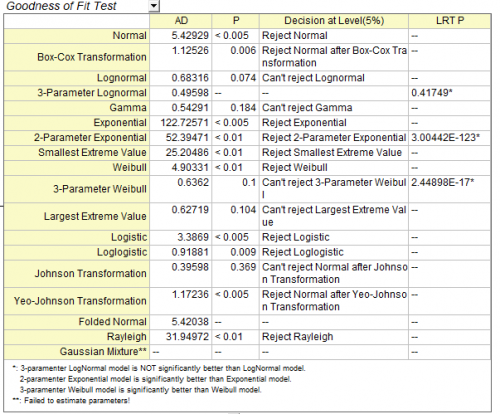 Goodness of Fit Test
AD P Decision at Level(5%) LRT P
Normal 5.42929 < 0.005 Reject Normal --
Box-Cox Transformation 1.12526 0.006 Reject Normal after Box-Cox Tra --
nsformation
Lognormal 0.68316 0.074 Can't reject Lognormal --
3-Parameter Lognormal 0.49598 -- -- 0.41749*
Gamma 0.54291 0.184 Can't reject Gamma --
Exponential 122.72571 < 0.005 Reject Exponential --
2-Parameter Exponential 52.39471 < 0.01 Reject 2-Parameter Exponential 3.00442E-123*
Smallest Extreme Value 25.20486 < 0.01 Reject Smallest Extreme Value --
Weibull 4.90331 < 0.01 Reject Weibull --
3-Parameter Weibull 0.6362 0.1 Can't reject 3-Parameter Weibul 2.44898E-17*
l
Largest Extreme Value 0.62719 0.104 Can't reject Largest Extreme Val --
ue
Logistic 3.3869 < 0.005 Reject Logistic --
Loglogistic 0.91881 0.009 Reject Loglogistic --
Johnson Transformation 0.39598 0.369 Can't reject Normal after Johnso --
n Transformation
Yeo-Johnson Transformation 1.17236 < 0.005 Reject Normal after Yeo-Johnso --
n Transformation
Folded Normal 5.42038 -- -- --
Rayleigh 31.94972 < 0.01 Reject Rayleigh --
Gaussian Mixture** -- -- -- --
*: 3-paramenter LogNormal model is NOT significantly better than LogNormal model.
2-paramenter Exponential model is significantly better than Exponential model.
3-paramenter Weibull model is significantly better than Weibull model.
**: Failed to estimate parameters!